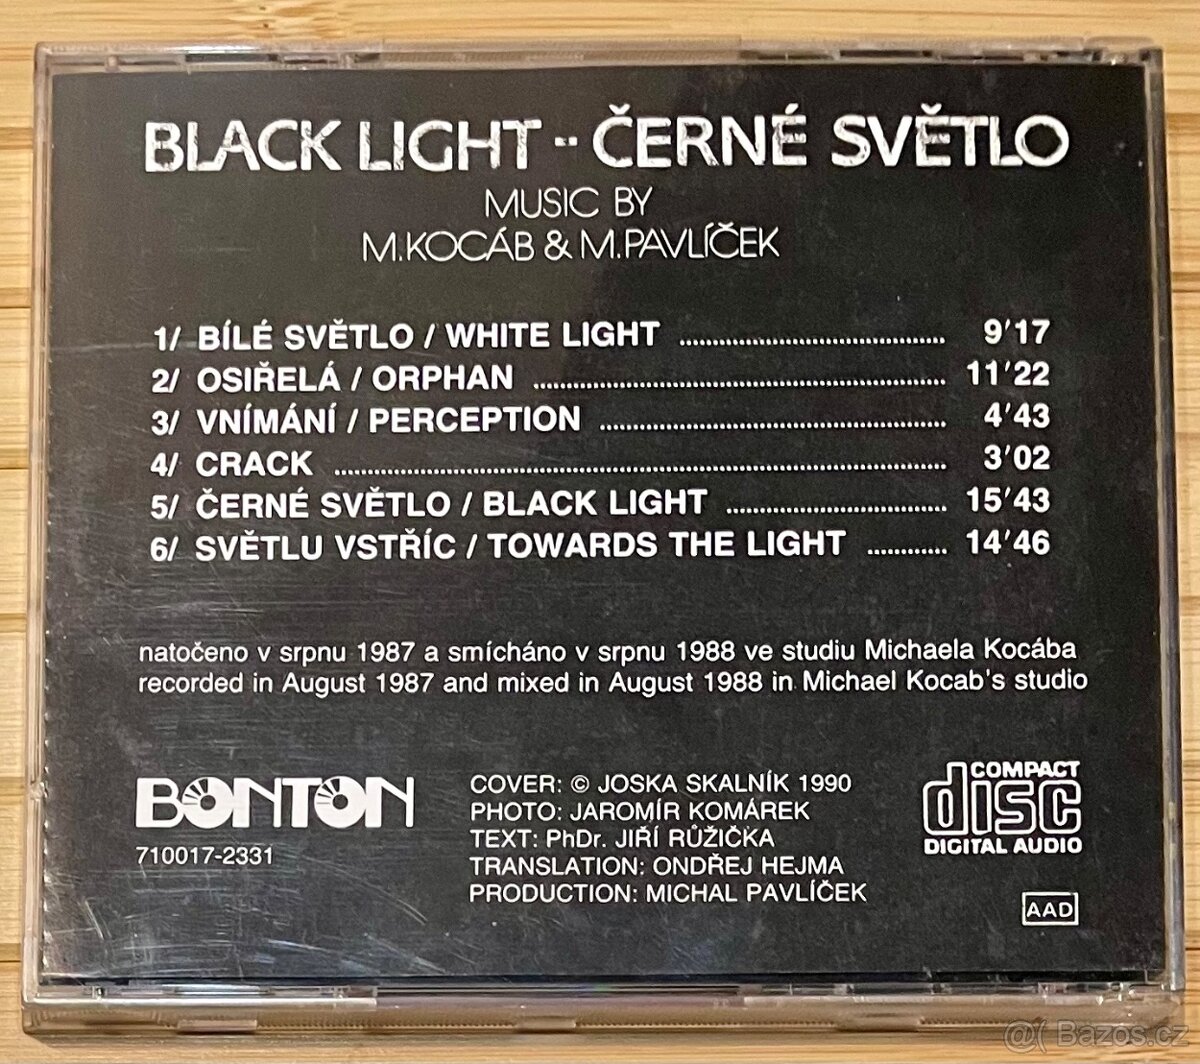 BLACK LIGHT·· ČERNÉ SVĚTLO
MUSIC BY
M.KOCÁB & M.PAVLÍČEK
1/ BÍLÉ SVĚTLO / WHITE LIGHT ........................................ 9'17
2/ OSIŘELÁ / ORPHAN ........................................ 11'22
3/ VNÍMÁNÍ / PERCEPTION ........................................ 4'43
4/ CRACK ........................................ 3'02
5/ ČERNÉ SVĚTLO / BLACK LIGHT ........................................ 15'43
6/ SVĚTLU VSTŘÍC / TOWARDS THE LIGHT ............ 14'46
natočeno v srpnu 1987 a smícháno v srpnu 1988 ve studiu Michaela Kocába
recorded in August 1987 and mixed in August 1988 in Michael Kocab's studio
BONTON
710017-2331
COVER: © JOSKA SKALNÍK 1990
PHOTO: JAROMÍR KOMÁREK
TEXT: PhDr. JIŘÍ RŮŽIČKA
TRANSLATION: ONDŘEJ HEJMA
PRODUCTION: MICHAL PAVLÍČEK
COMPACT
disc
DIGITAL AUDIO
AAD
@( Bazos.cz